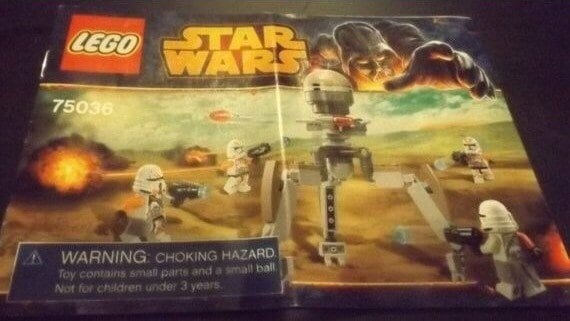 LEGO
STAR
WARS
75036
⚠ WARNING: CHOKING HAZARD.
Toy contains small parts and a small ball.
Not for children under 3 years.